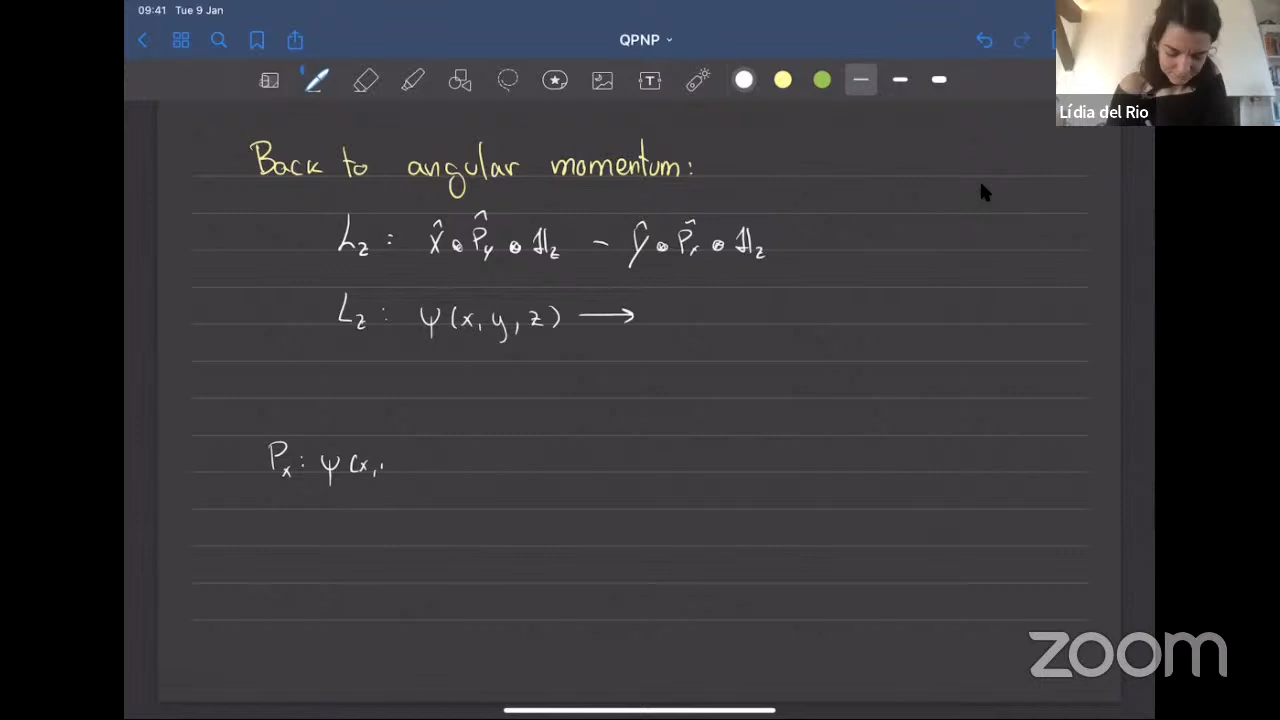 09:41 Tue 9 Jan
QPNP
Lídia del Rio
Back to angular momentum:
L_z : X̂ ⊗ P̂_y ⊗ 𝟙_z - Ŷ ⊗ P̂_x ⊗ 𝟙_z
L_z : ψ(x, y, z) ⟶
P_x : ψ(x,
zoom